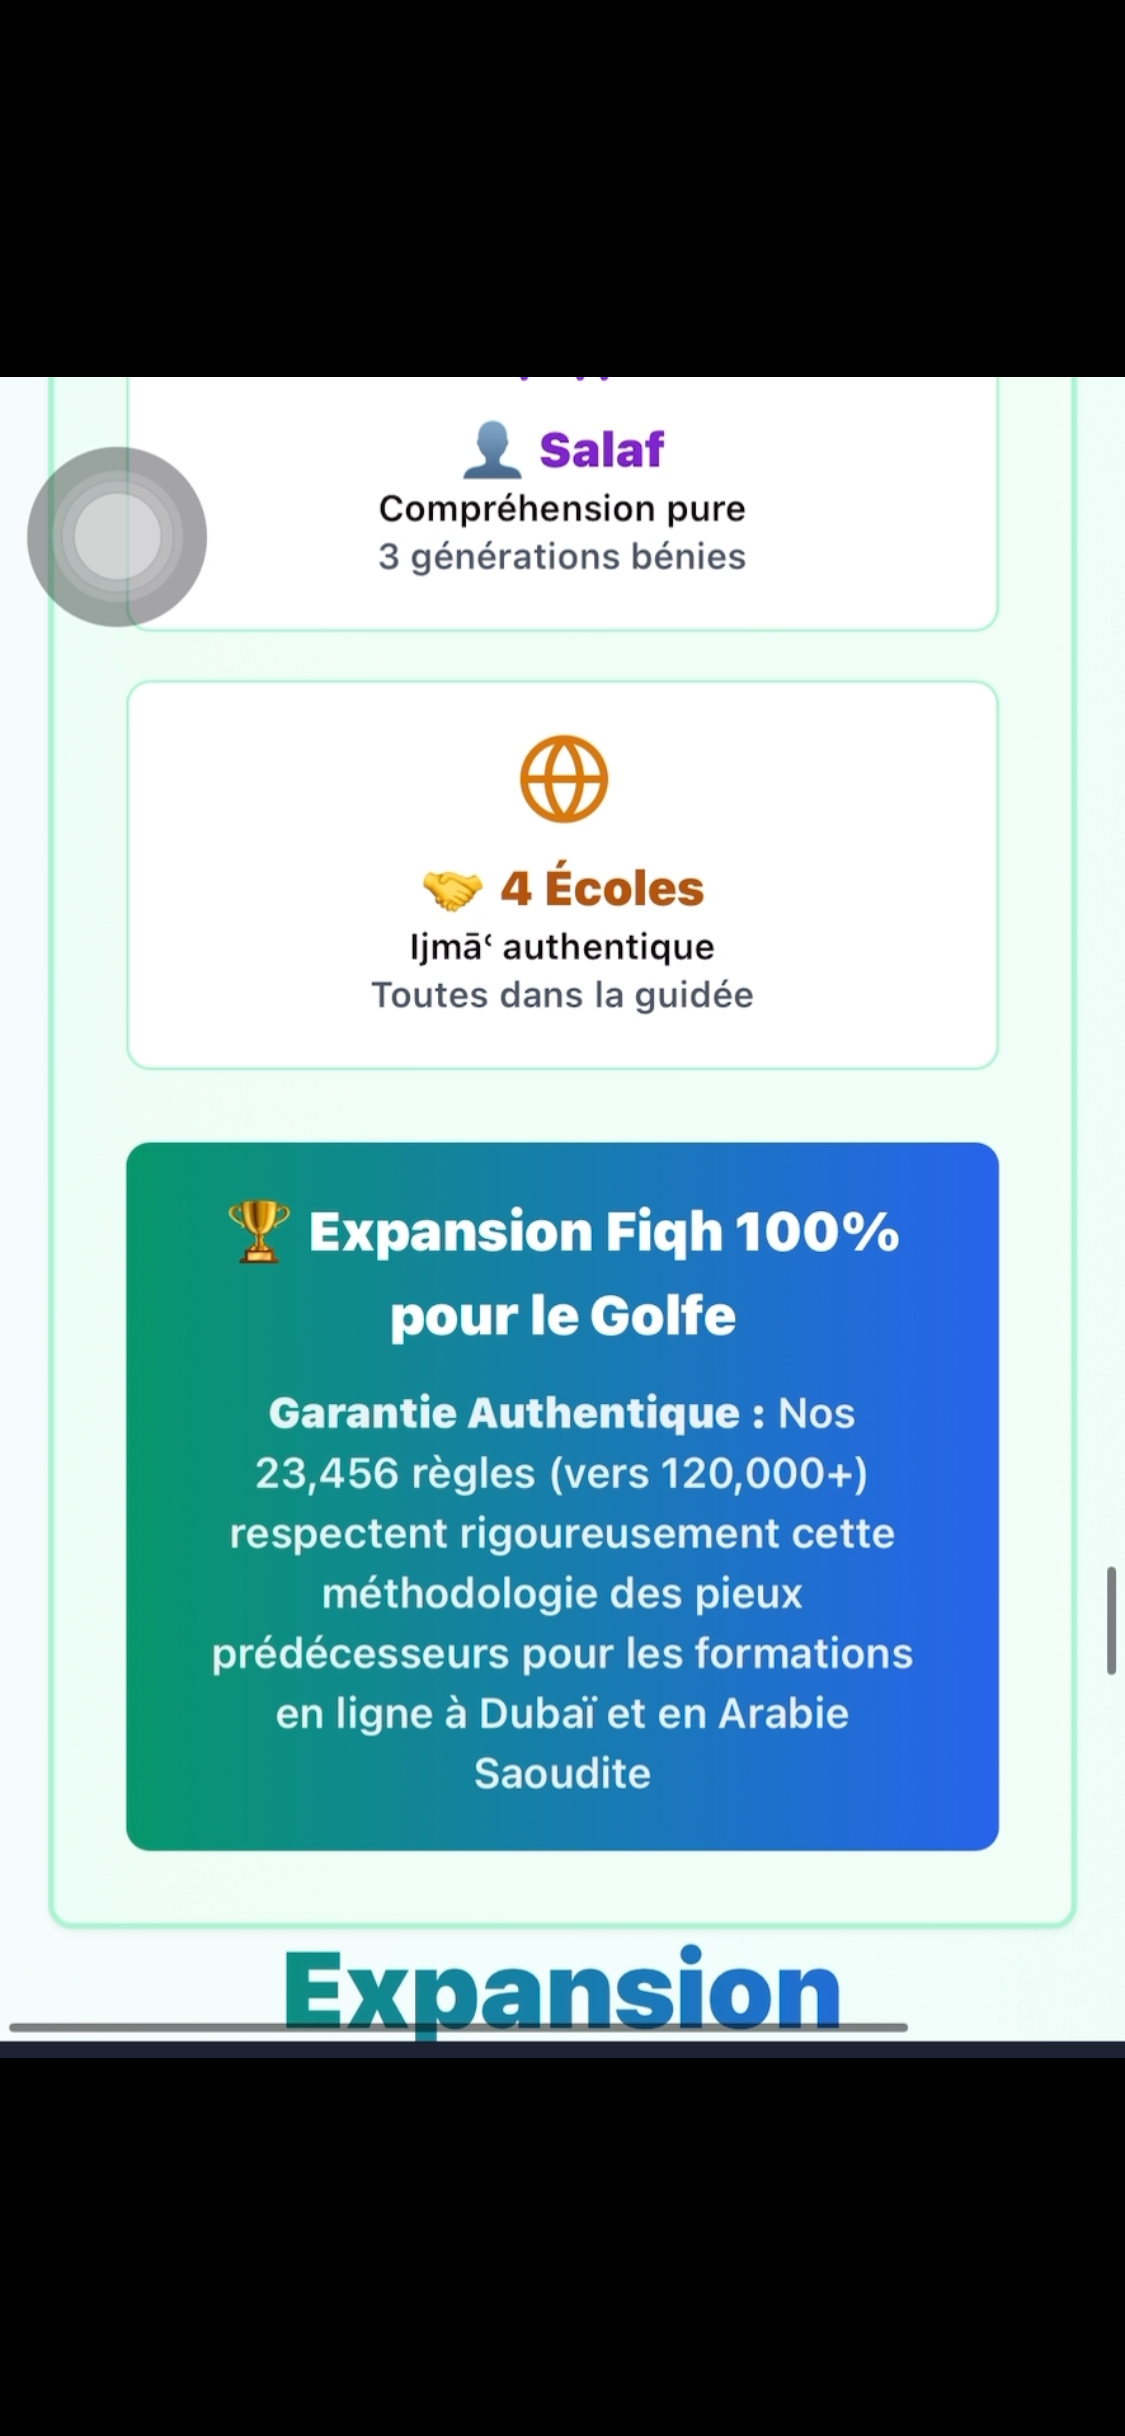 Salaf
Compréhension pure
3 générations bénies
4 Écoles
Ijmāʿ authentique
Toutes dans la guidée
Expansion Fiqh 100%
pour le Golfe
Garantie Authentique : Nos
23,456 règles (vers 120,000+)
respectent rigoureusement cette
méthodologie des pieux
prédécesseurs pour les formations
en ligne à Dubaï et en Arabie
Saoudite
Expansion